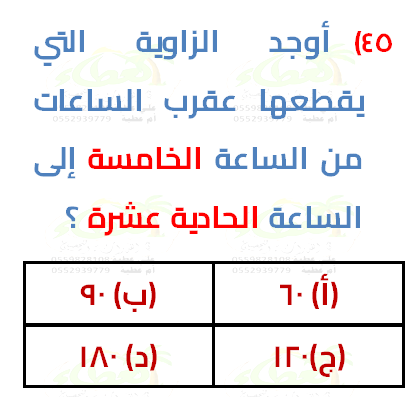 ٤٥) أوجد الزاوية التي
يقطعها عقرب الساعات
من الساعة الخامسة إلى
الساعة الحادية عشرة ؟
(أ) ٦٠
(ب) ٩٠
(ج) ١٢٠
(د) ١٨٠